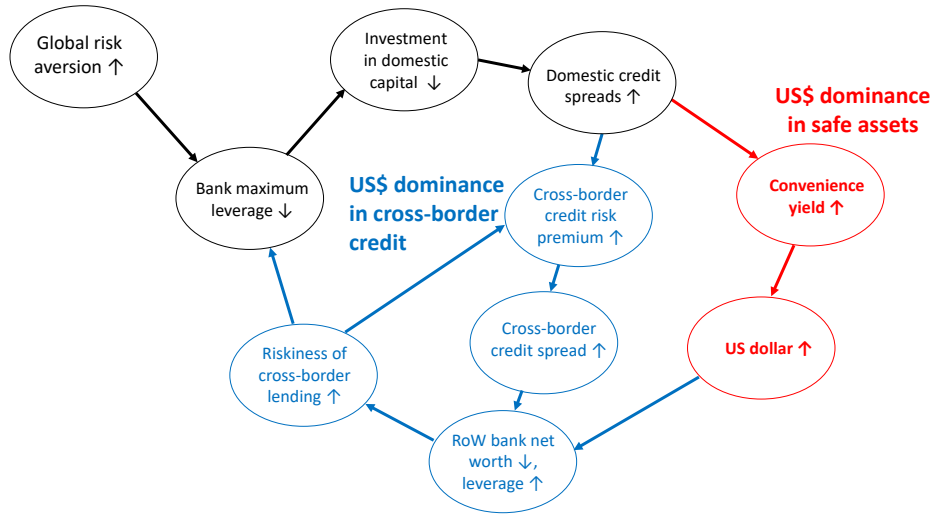 Global risk
aversion ↑
Investment
in domestic
capital ↓
Domestic credit
spreads ↑
US$ dominance
in safe assets
Bank maximum
leverage ↓
US$ dominance
in cross-border
credit
Cross-border
credit risk
premium ↑
Convenience
yield ↑
Riskiness of
cross-border
lending ↑
Cross-border
credit spread ↑
US dollar ↑
RoW bank net
worth ↓,
leverage ↑